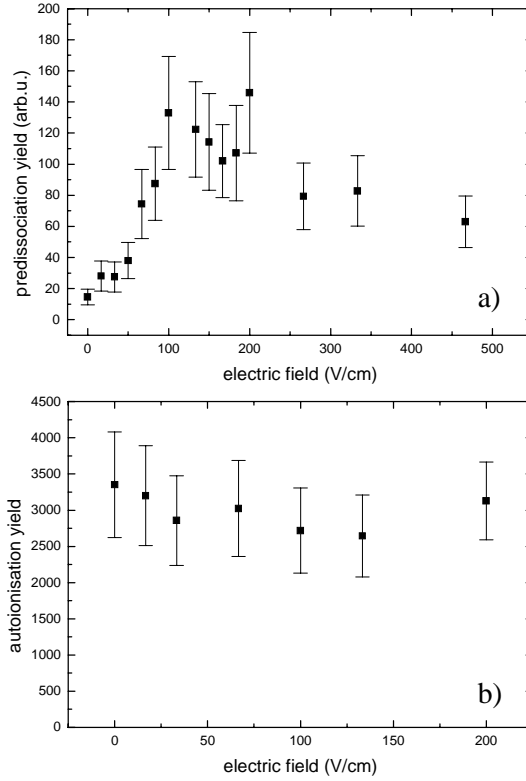 200
180
160
140
120
100
80
60
40
20
0
predissociation yield (arb.u.)
a)
0 100 200 300 400 500
electric field (V/cm)
4500
4000
3500
3000
2500
2000
1500
1000
500
0
autoionisation yield
b)
0 50 100 150 200
electric field (V/cm)